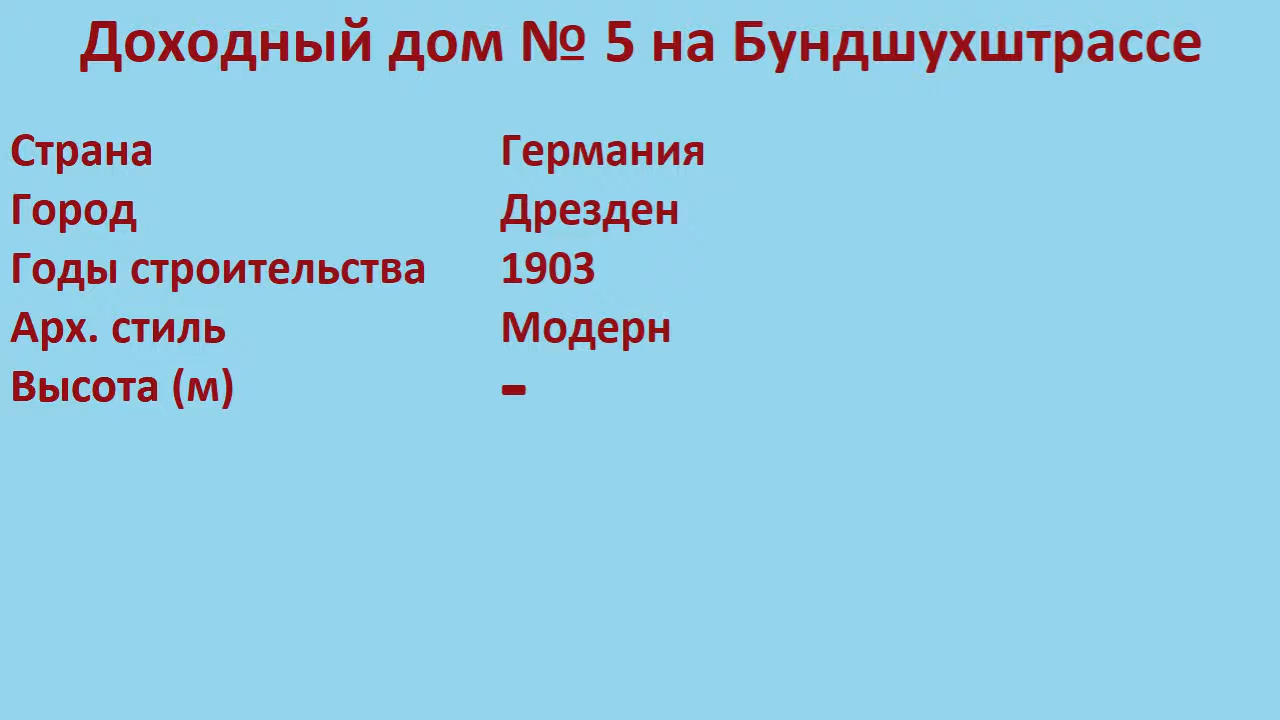 Доходный дом № 5 на Бундшухштрассе
Страна Германия
Город Дрезден
Годы строительства 1903
Арх. стиль Модерн
Высота (м) -